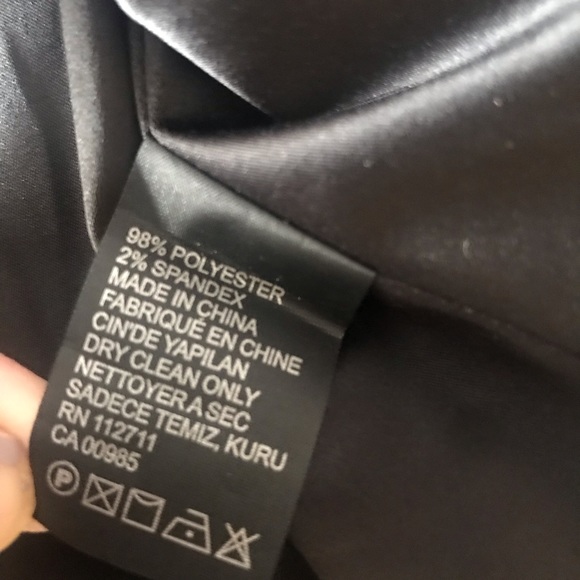 98% POLYESTER
2% SPANDEX
MADE IN CHINA
FABRIQUÉ EN CHINE
CIN'DE YAPILAN
DRY CLEAN ONLY
NETTOYER A SEC
SADECE TEMIZ, KURU
RN 112711
CA 00985
P